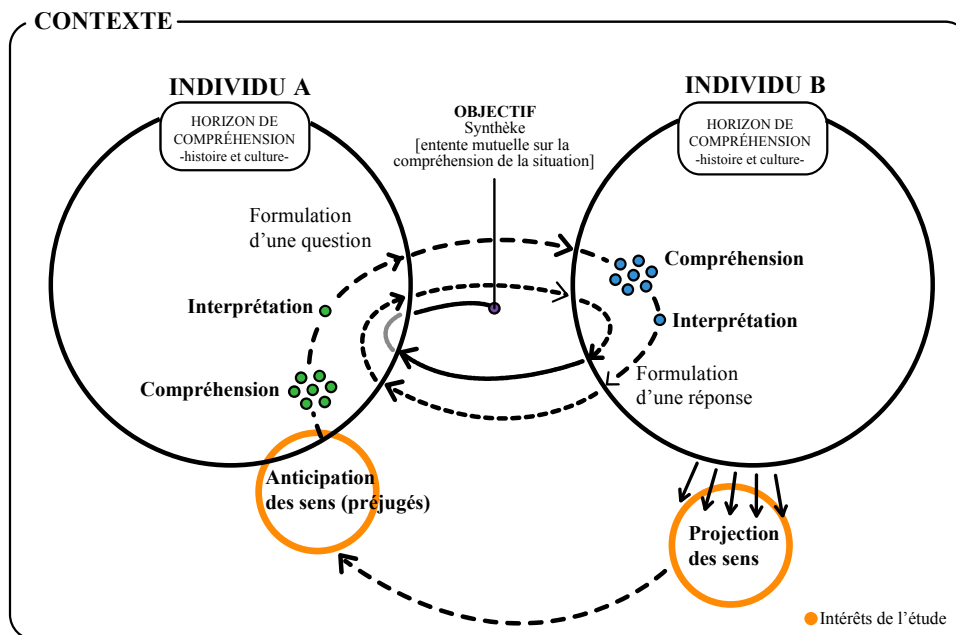 CONTEXTE
INDIVIDU A
HORIZON DE
COMPRÉHENSION
-histoire et culture-
OBJECTIF
Synthèke
[entente mutuelle sur la
compréhension de la situation]
INDIVIDU B
HORIZON DE
COMPRÉHENSION
-histoire et culture-
Formulation
d’une question
Interprétation
Compréhension
Anticipation
des sens (préjugés)
Compréhension
Interprétation
Formulation
d’une réponse
Projection
des sens
Intérêts de l’étude